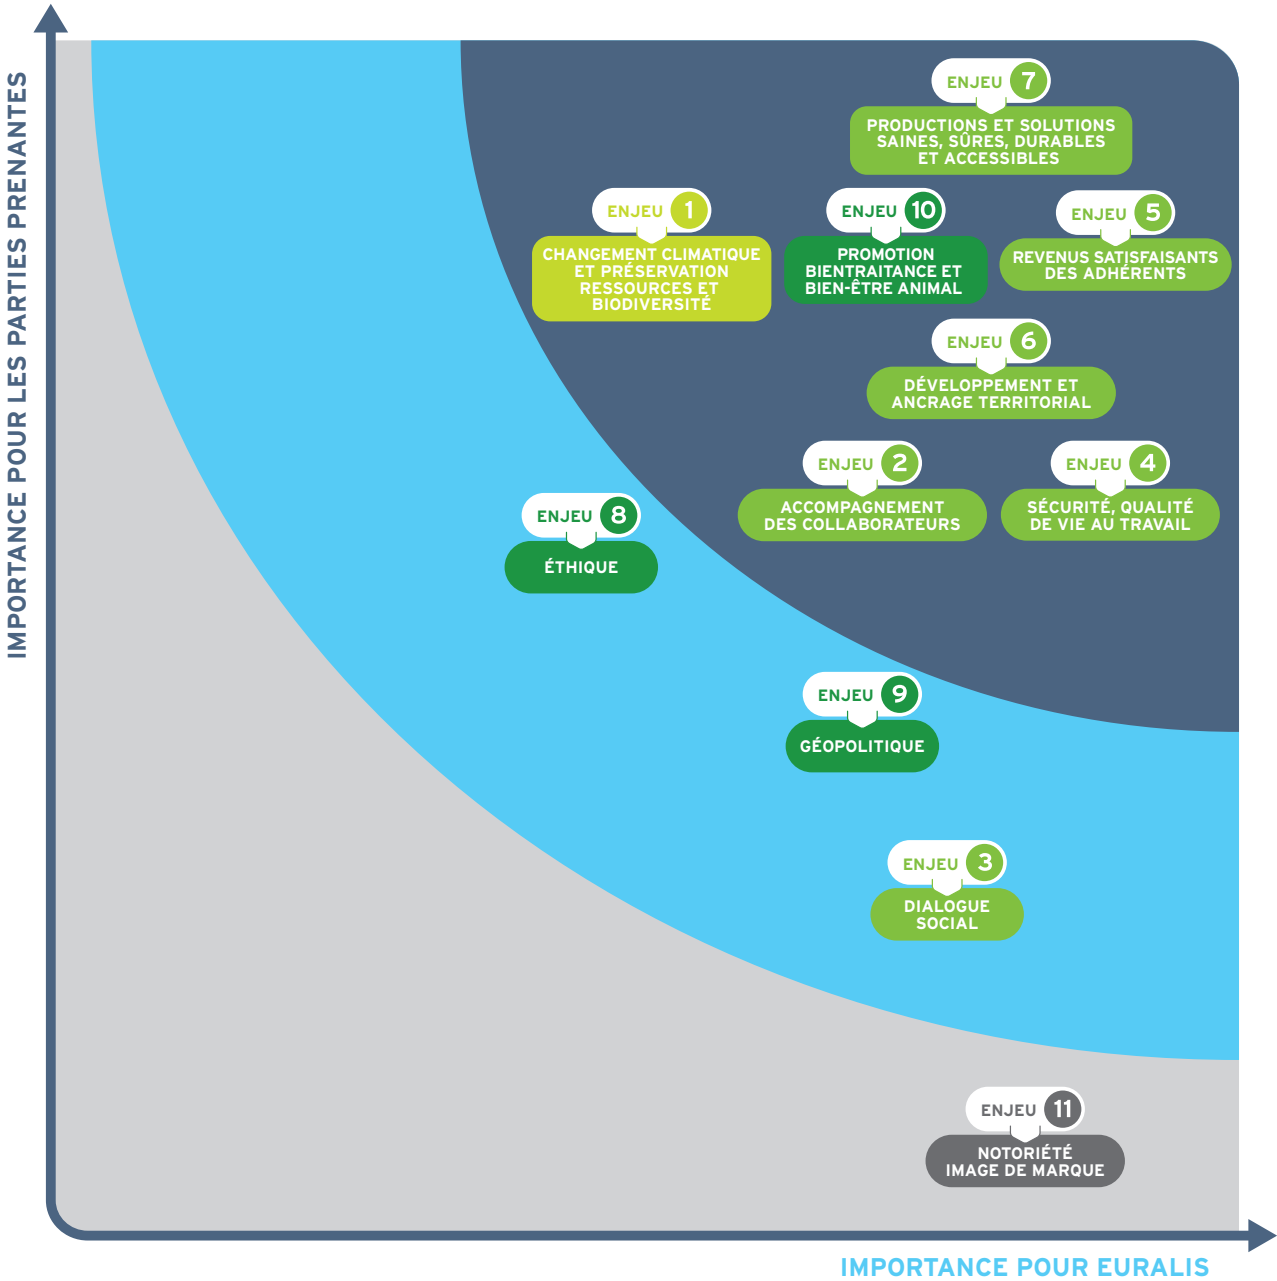 IMPORTANCE POUR LES PARTIES PRENANTES
ENJEU 7
PRODUCTIONS ET SOLUTIONS
SAINES, SÛRES, DURABLES
ET ACCESSIBLES
ENJEU 1
CHANGEMENT CLIMATIQUE
ET PRÉSERVATION
RESSOURCES ET
BIODIVERSITÉ
ENJEU 10
PROMOTION
BIENTRAITANCE ET
BIEN-ÊTRE ANIMAL
ENJEU 5
REVENUS SATISFAISANTS
DES ADHÉRENTS
ENJEU 6
DÉVELOPPEMENT ET
ANCRAGE TERRITORIAL
ENJEU 2
ACCOMPAGNEMENT
DES COLLABORATEURS
ENJEU 4
SÉCURITÉ, QUALITÉ
DE VIE AU TRAVAIL
ENJEU 8
ÉTHIQUE
ENJEU 9
GÉOPOLITIQUE
ENJEU 3
DIALOGUE
SOCIAL
ENJEU 11
NOTORIÉTÉ
IMAGE DE MARQUE
IMPORTANCE POUR EURALIS